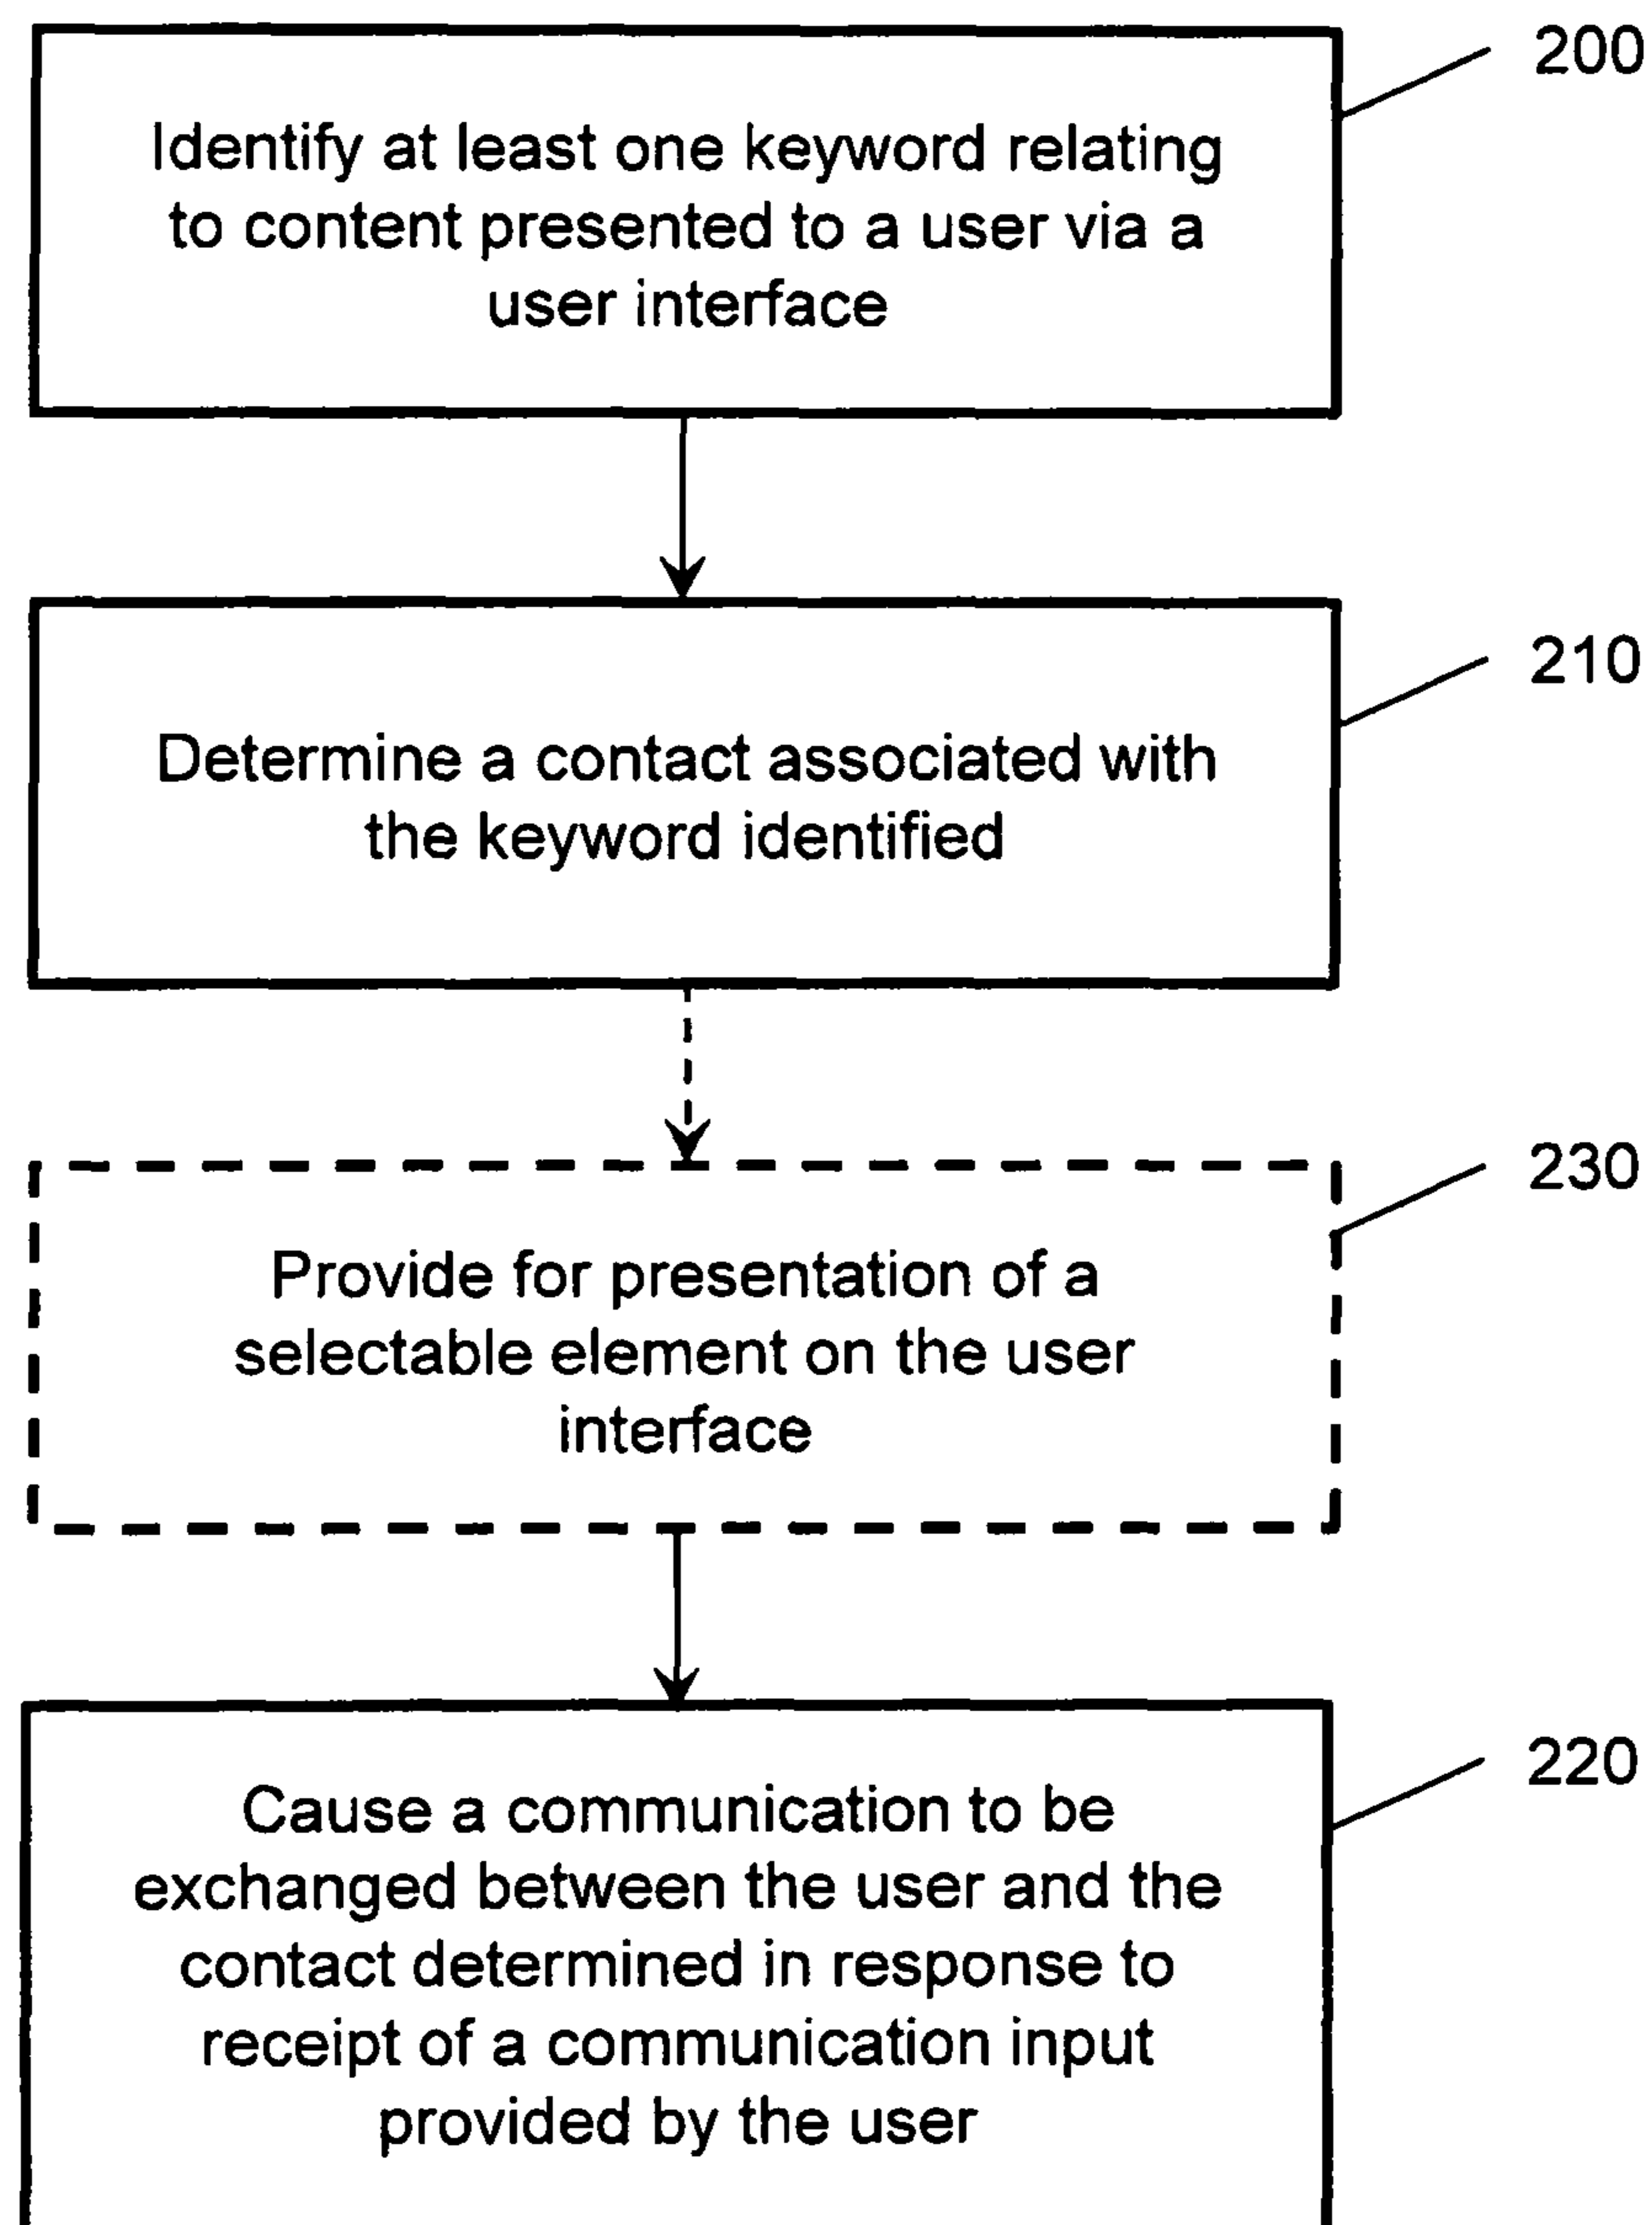 200
Identify at least one keyword relating
to content presented to a user via a
user interface
210
Determine a contact associated with
the keyword identified
230
Provide for presentation of a
selectable element on the user
interface
220
Cause a communication to be
exchanged between the user and the
contact determined in response to
receipt of a communication input
provided by the user